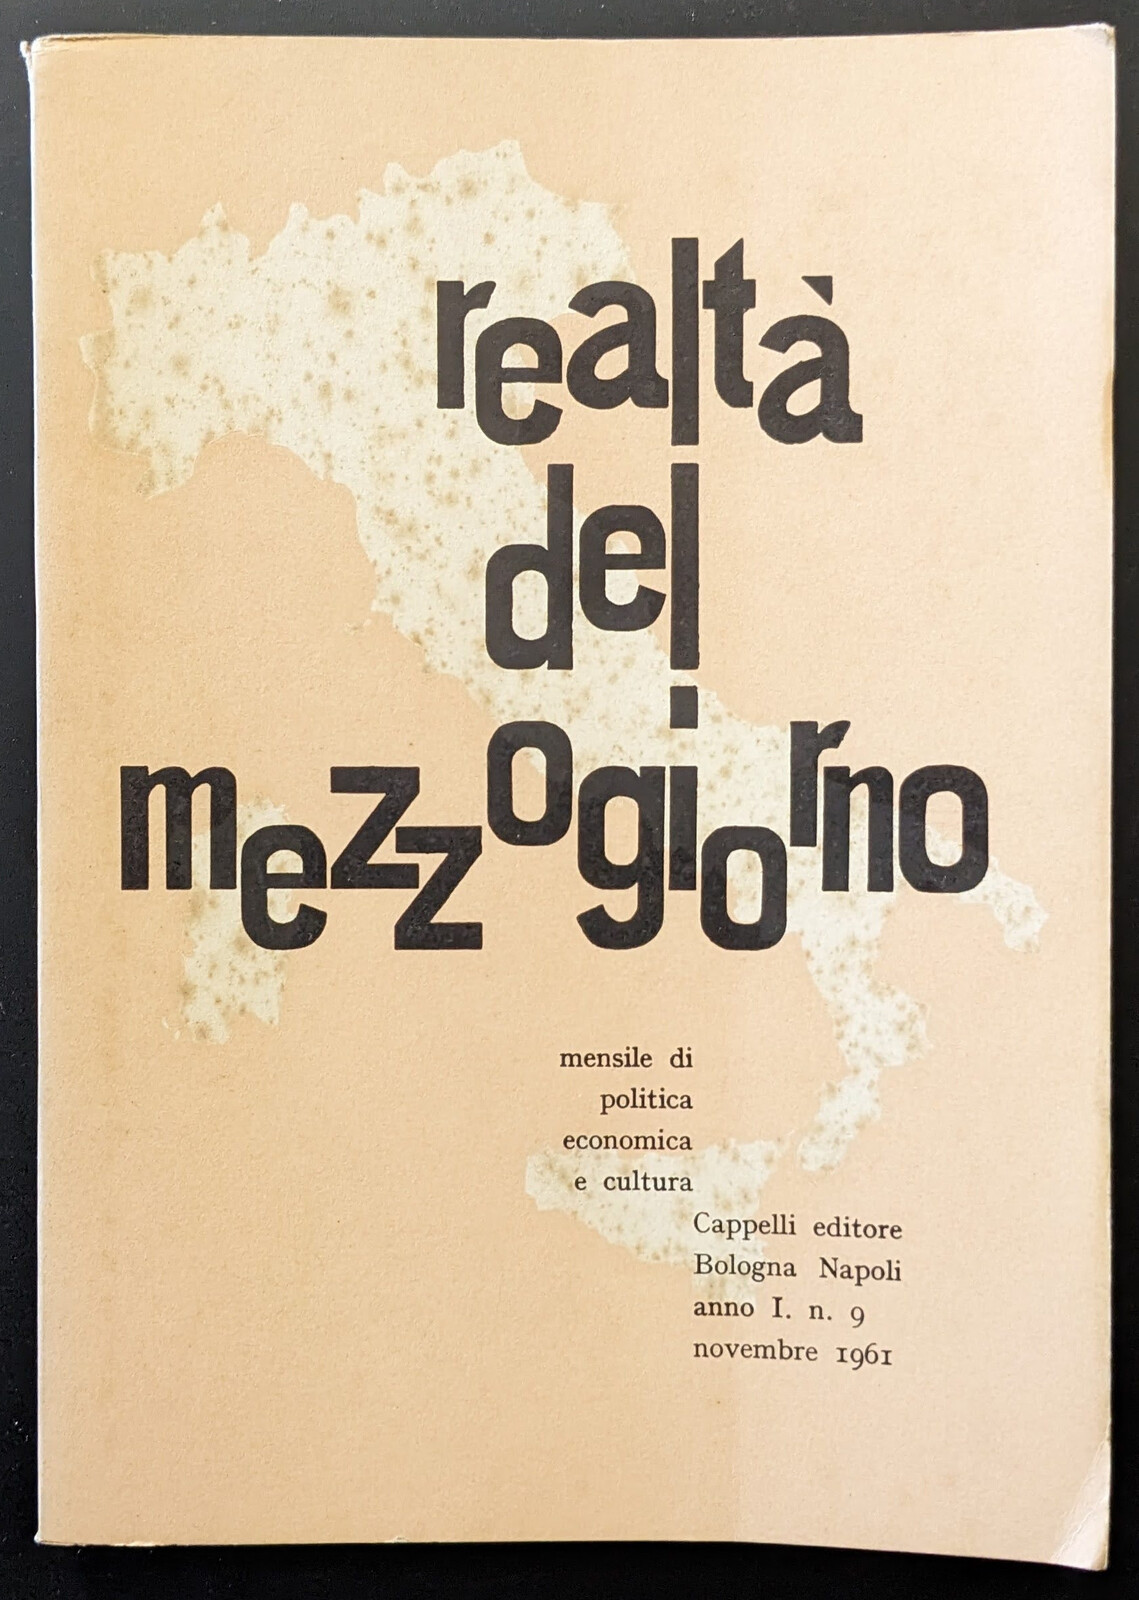 realtà
del
mezzogiorno
mensile di
politica
economica
e cultura
Cappelli editore
Bologna Napoli
anno I. n. 9
novembre 1961